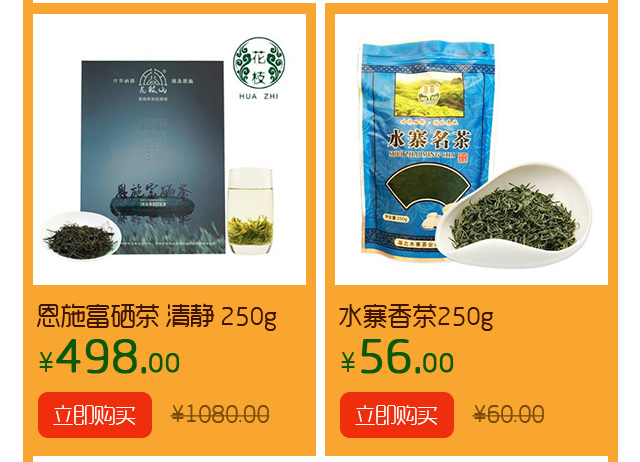 花枝
HUA ZHI
花枝山
恩施富硒茶
水寨名茶
SHUIZHAIMINGCHA
250g
恩施富硒茶 清静 250g
¥498.00
立即购买
¥1080.00
水寨香茶250g
¥56.00
立即购买
¥60.00